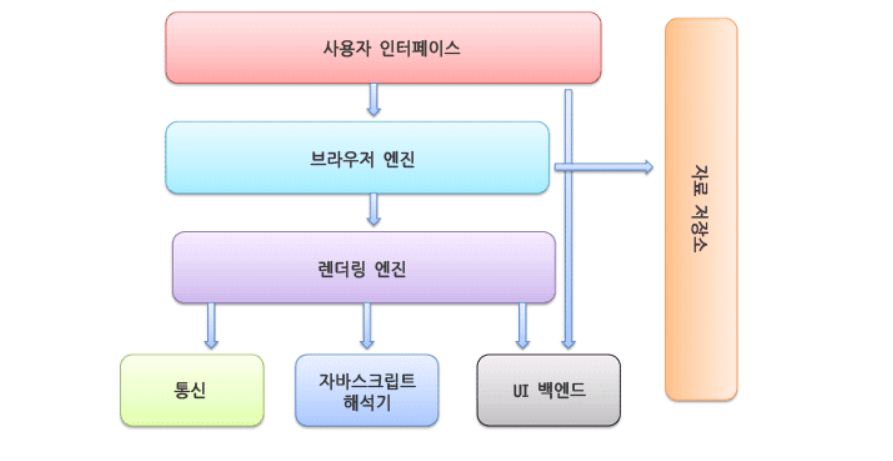 사용자 인터페이스
브라우저 엔진
자료 저장소
렌더링 엔진
통신
자바스크립트
해석기
UI 백엔드